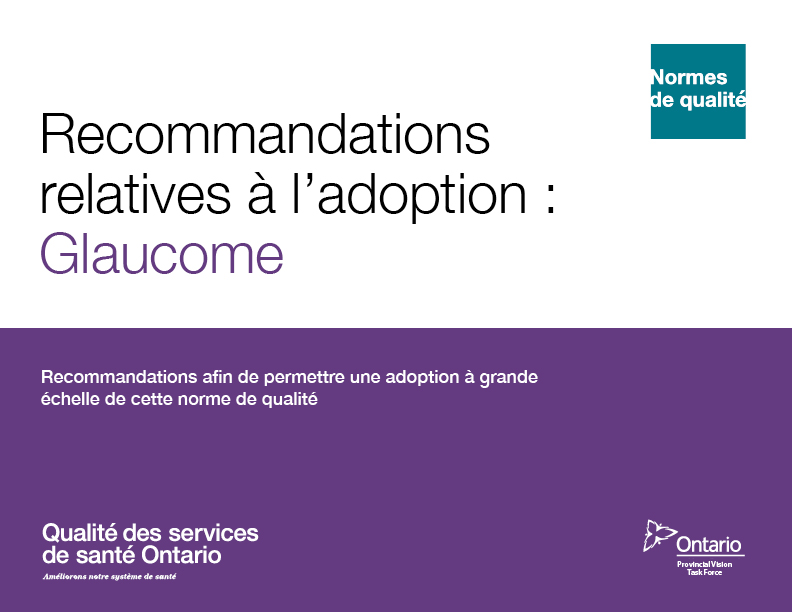 Normes
de qualité
Recommandations
relatives à l’adoption :
Glaucome
Recommandations afin de permettre une adoption à grande
échelle de cette norme de qualité
Qualité des services
de santé Ontario
Améliorons notre système de santé
Ontario
Provincial Vision
Task Force